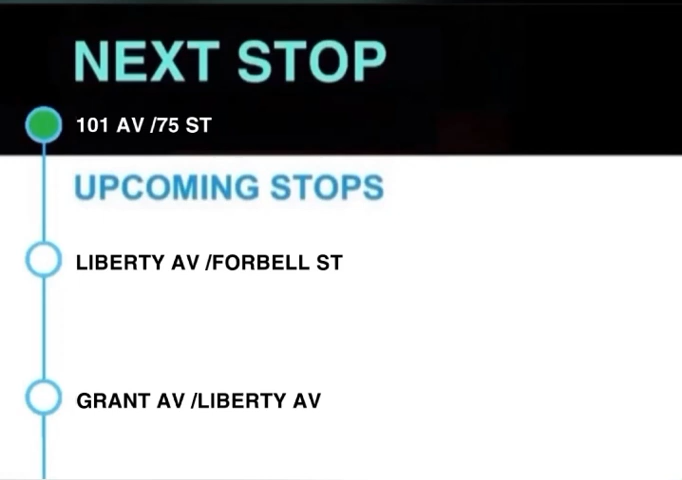 NEXT STOP
101 AV /75 ST
UPCOMING STOPS
LIBERTY AV /FORBELL ST
GRANT AV /LIBERTY AV